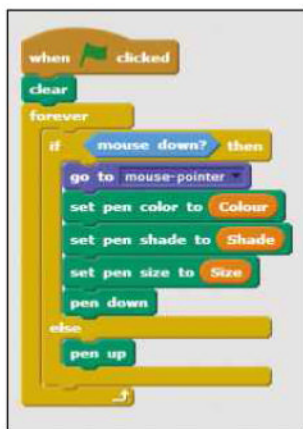 when clicked
clear
forever
if mouse down? then
go to mouse-pointer
set pen color to Colour
set pen shade to Shade
set pen size to Size
pen down
else
pen up